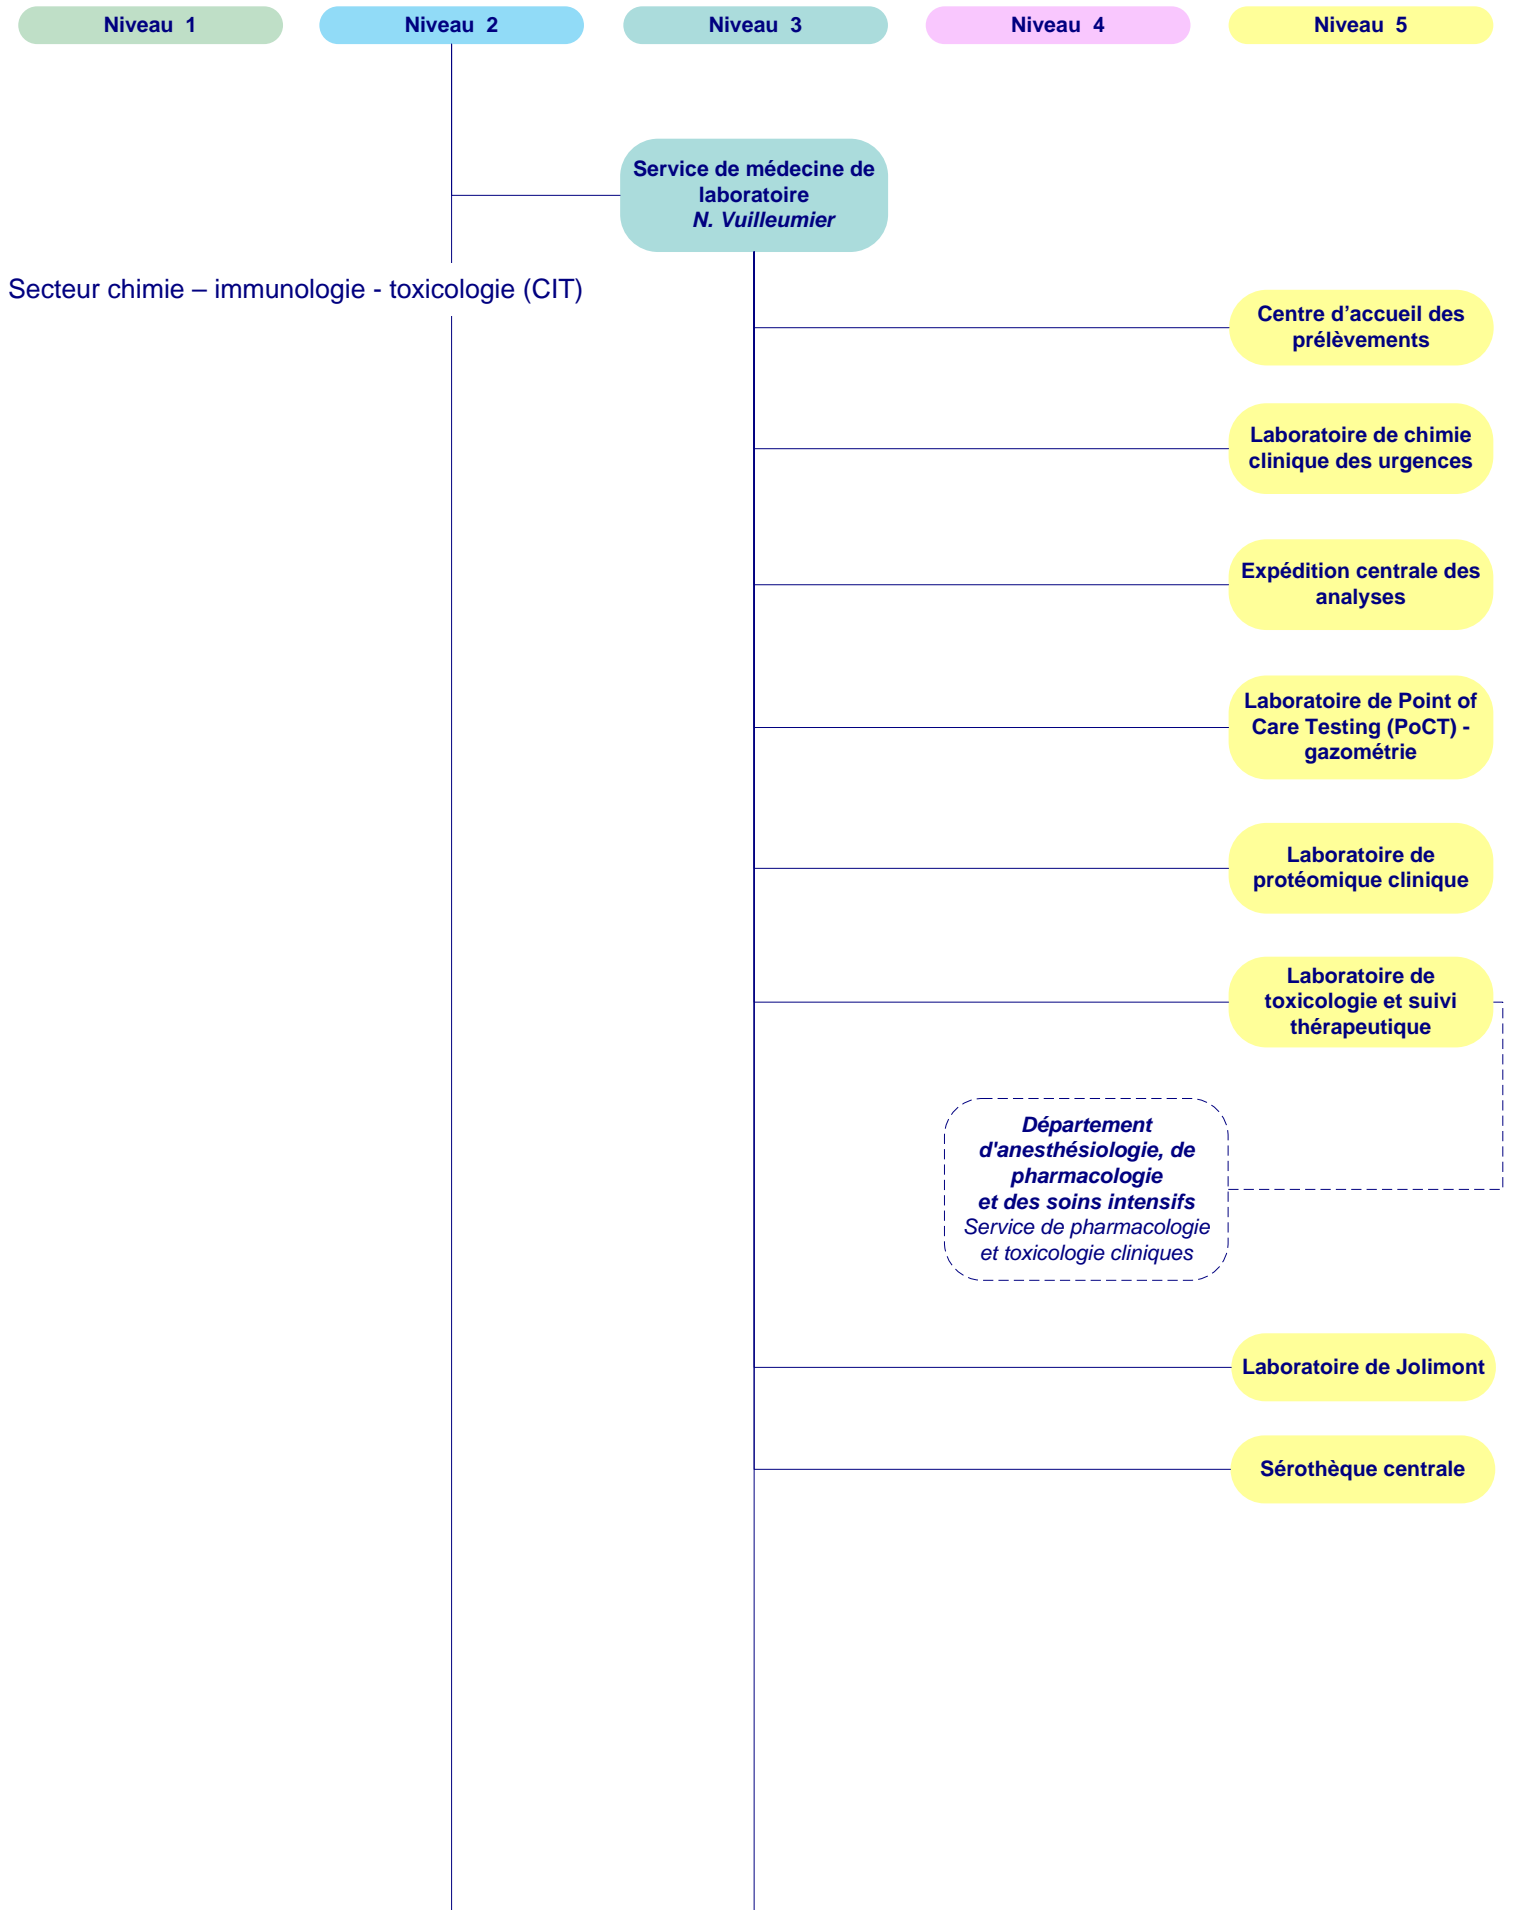 Niveau 1
Niveau 2
Niveau 3
Niveau 4
Niveau 5
Service de médecine de
laboratoire
N. Vuilleumier
Secteur chimie – immunologie - toxicologie (CIT)
Centre d’accueil des
prélèvements
Laboratoire de chimie
clinique des urgences
Expédition centrale des
analyses
Laboratoire de Point of
Care Testing (PoCT) -
gazométrie
Laboratoire de
protéomique clinique
Laboratoire de
toxicologie et suivi
thérapeutique
Département
d'anesthésiologie, de
pharmacologie
et des soins intensifs
Service de pharmacologie
et toxicologie cliniques
Laboratoire de Jolimont
Sérothèque centrale